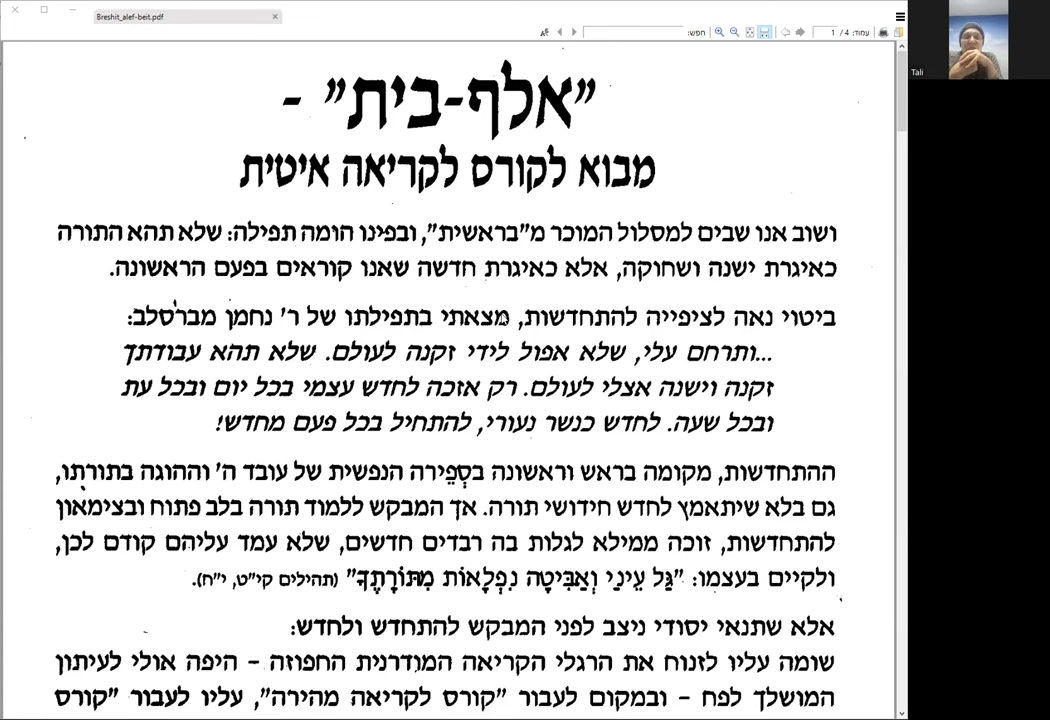 Breshit_alef-beit.pdf
עמוד: 1 / 4
חפש:
Tali
"אלף-בית" -
מבוא לקורס לקריאה איטית
ושוב אנו שבים למסלול המוכר מ"בראשית", ובפינו הומה תפילה: שלא תהא התורה
כאיגרת ישנה ושחוקה, אלא כאיגרת חדשה שאנו קוראים בפעם הראשונה.
ביטוי נאה לציפייה להתחדשות, מצאתי בתפילתו של ר' נחמן מברסלב:
...ותרחם עלי, שלא אפול לידי זקנה לעולם. שלא תהא עבודתך
זקנה וישנה אצלי לעולם. רק אזכה לחדש עצמי בכל יום ובכל עת
ובכל שעה. לחדש כנשר נעורי, להתחיל בכל פעם מחדש!
ההתחדשות, מקומה בראש וראשונה בסְפֵירה הנפשית של עובד ה' וההוגה בתורתו,
גם בלא שיתאמץ לחדש חידושי תורה. אך המבקש ללמוד תורה בלב פתוח ובצימאון
להתחדשות, זוכה ממילא לגלות בה רבדים חדשים, שלא עמד עליהם קודם לכן,
ולקיים בעצמו: "גַּל עֵינַי וְאַבִּיטָה נִפְלָאוֹת מִתּוֹרָתֶךָ" (תהילים קי"ט, י"ח).
אלא שתנאי יסודי ניצב לפני המבקש להתחדש ולחדש:
שומה עליו לזנוח את הרגלי הקריאה המודרנית החפוזה – היפה אולי לעיתון
המושלך לפח – ובמקום לעבור "קורס לקריאה מהירה", עליו לעבור "קורס